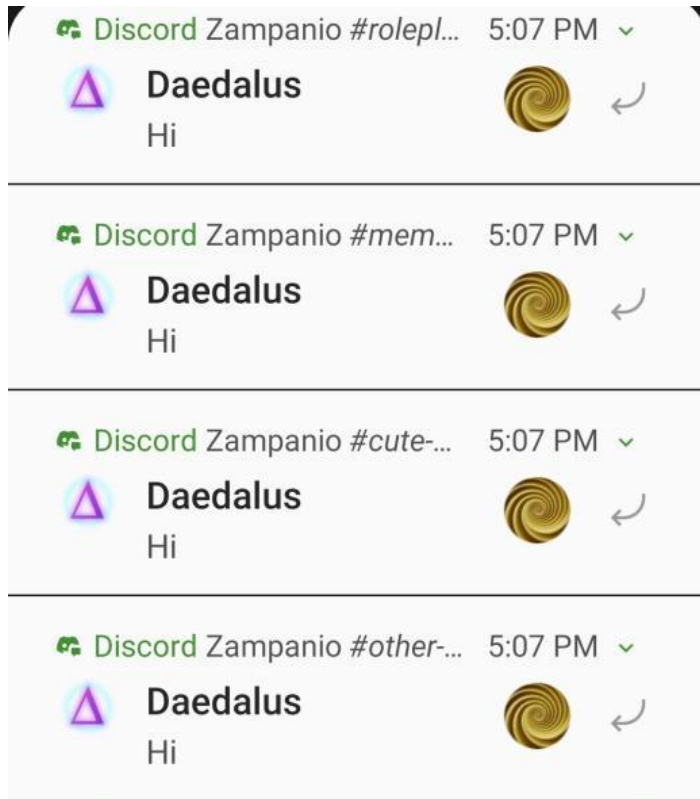 Discord Zampanio #rolepl... 5:07 PM
Daedalus
Hi
Discord Zampanio #mem... 5:07 PM
Daedalus
Hi
Discord Zampanio #cute-... 5:07 PM
Daedalus
Hi
Discord Zampanio #other-... 5:07 PM
Daedalus
Hi